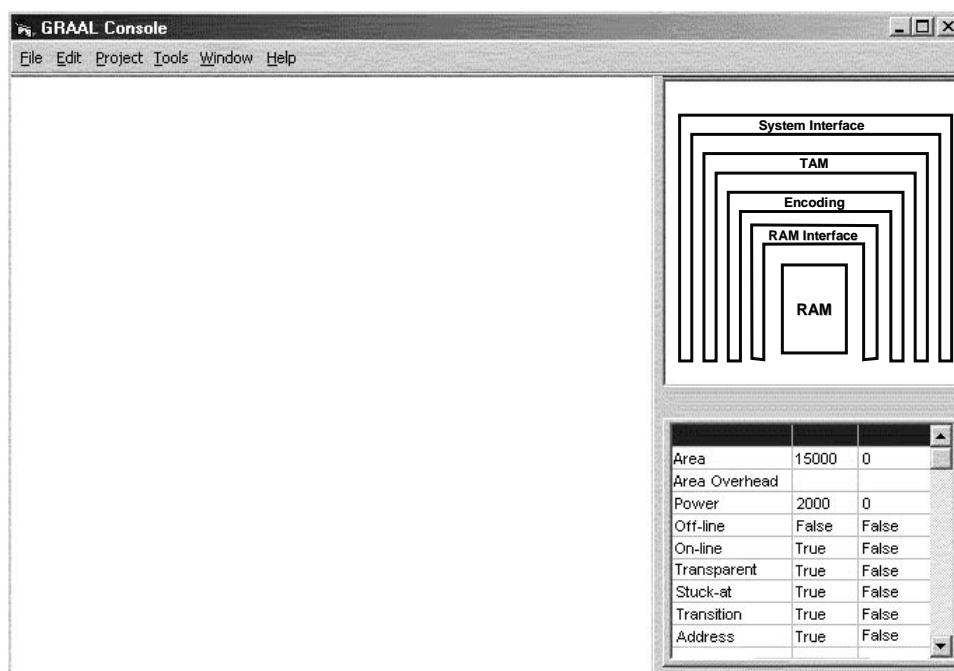 GRAAL Console
File Edit Project Tools Window Help
System Interface
TAM
Encoding
RAM Interface
RAM
Area 15000 0
Area Overhead
Power 2000 0
Off-line False False
On-line True False
Transparent True False
Stuck-at True False
Transition True False
Address True False